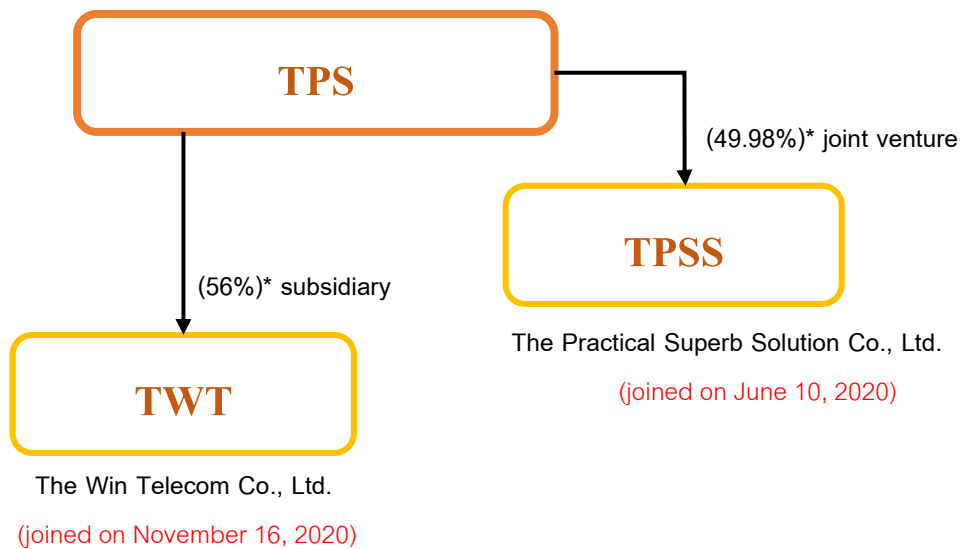 TPS
(49.98%)* joint venture
TPSS
(56%)* subsidiary
The Practical Superb Solution Co., Ltd.
(joined on June 10, 2020)
TWT
The Win Telecom Co., Ltd.
(joined on November 16, 2020)